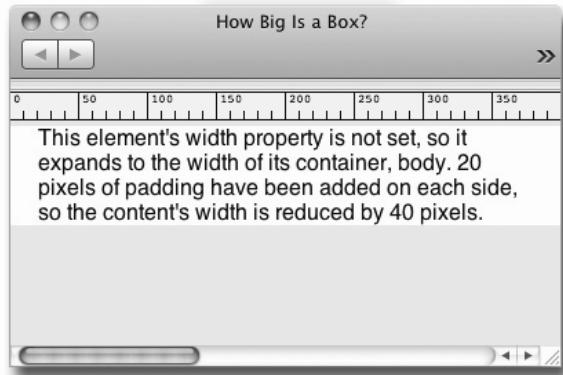 How Big Is a Box?
0 50 100 150 200 250 300 350
This element's width property is not set, so it
expands to the width of its container, body. 20
pixels of padding have been added on each side,
so the content's width is reduced by 40 pixels.